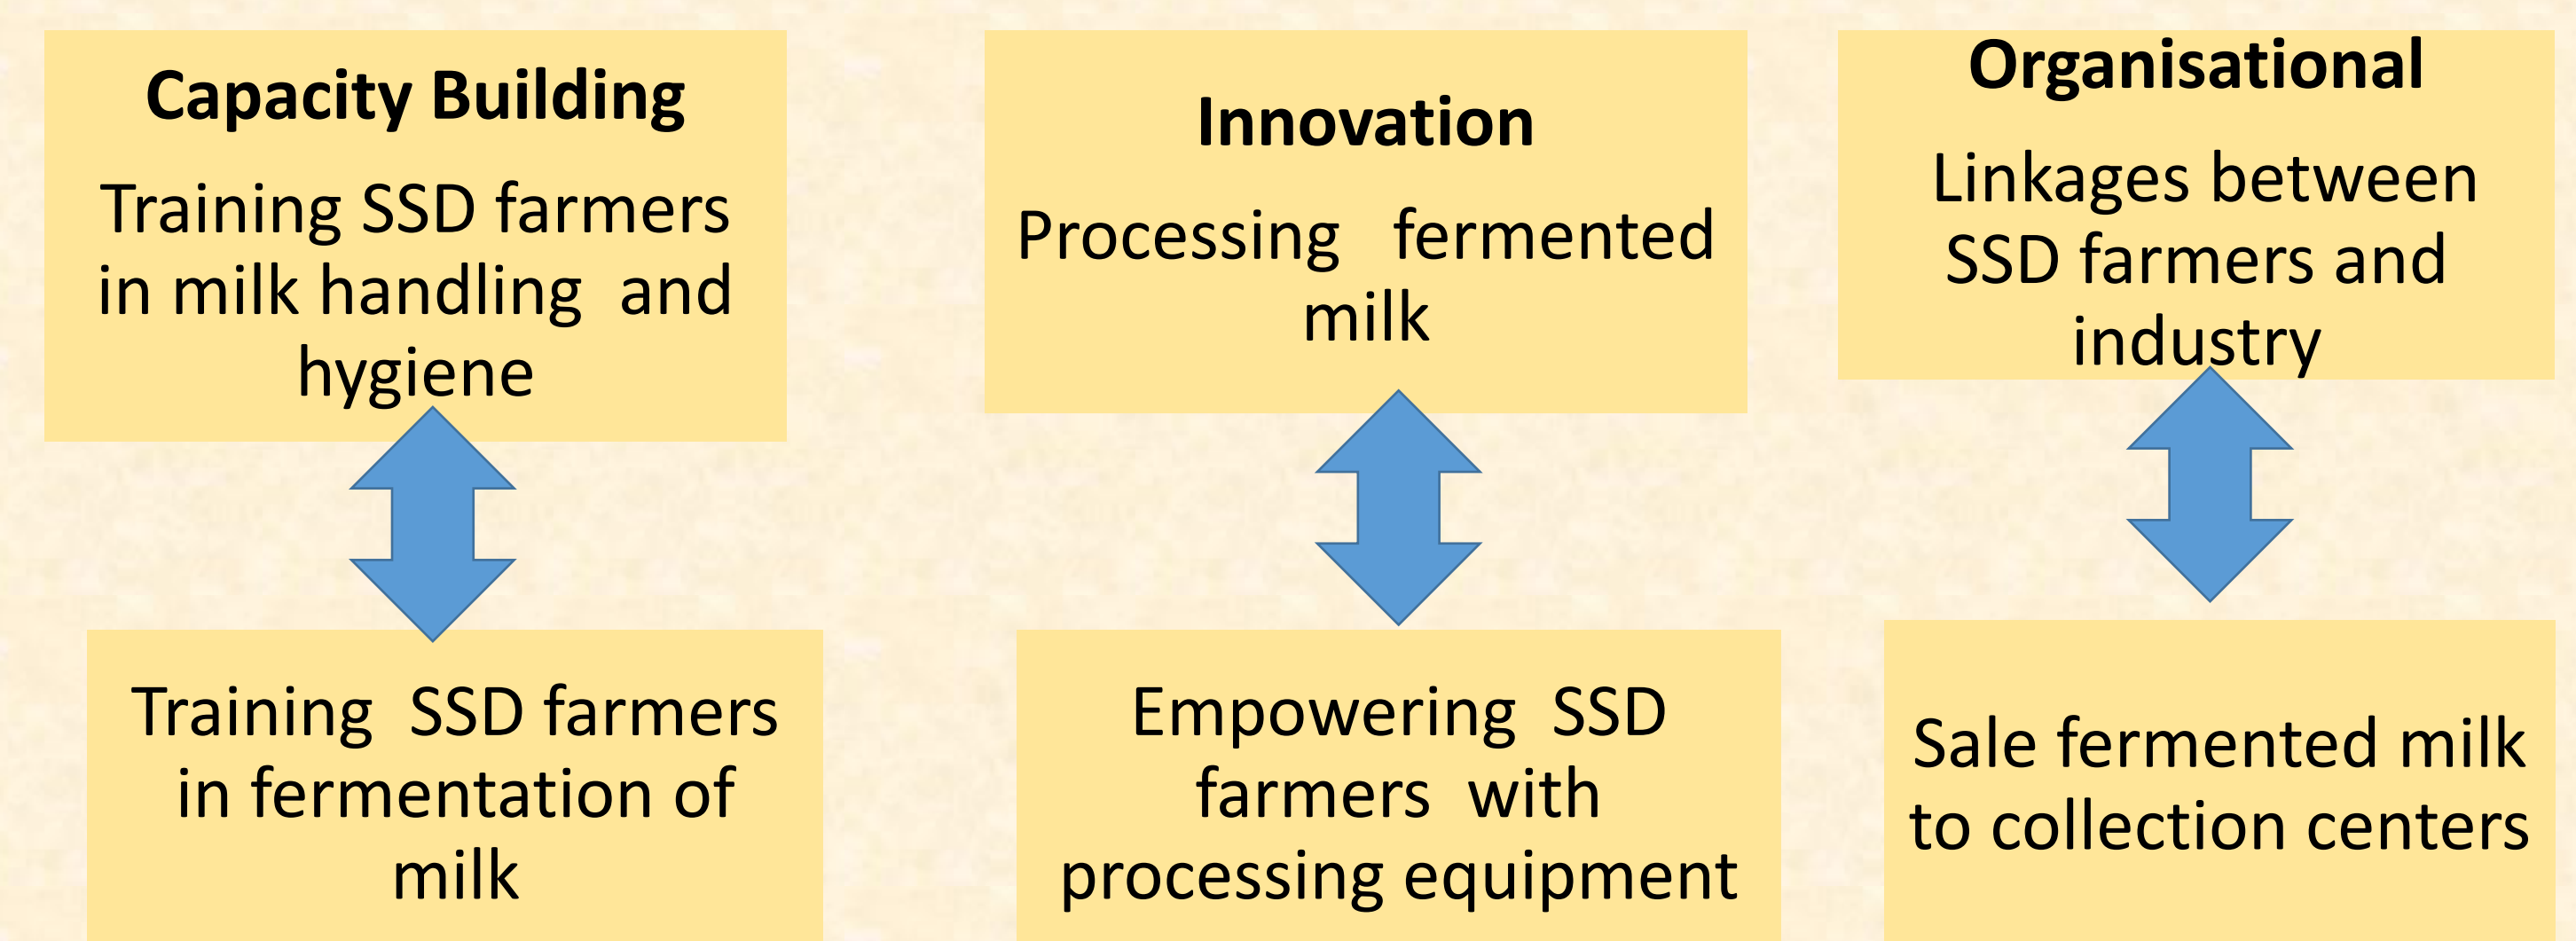 Capacity Building
Training SSD farmers
in milk handling  and
hygiene
Innovation
Processing   fermented
milk
Organisational
Linkages between
SSD farmers and
industry
Training  SSD farmers
in fermentation of
milk
Empowering  SSD
farmers  with
processing equipment
Sale fermented milk
to collection centers